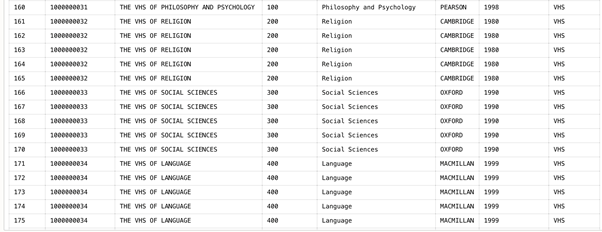 160 1000000031 THE VHS OF PHILOSOPHY AND PSYCHOLOGY 100 Philosophy and Psychology PEARSON 1998 VHS
161 1000000032 THE VHS OF RELIGION 200 Religion CAMBRIDGE 1980 VHS
162 1000000032 THE VHS OF RELIGION 200 Religion CAMBRIDGE 1980 VHS
163 1000000032 THE VHS OF RELIGION 200 Religion CAMBRIDGE 1980 VHS
164 1000000032 THE VHS OF RELIGION 200 Religion CAMBRIDGE 1980 VHS
165 1000000032 THE VHS OF RELIGION 200 Religion CAMBRIDGE 1980 VHS
166 1000000033 THE VHS OF SOCIAL SCIENCES 300 Social Sciences OXFORD 1990 VHS
167 1000000033 THE VHS OF SOCIAL SCIENCES 300 Social Sciences OXFORD 1990 VHS
168 1000000033 THE VHS OF SOCIAL SCIENCES 300 Social Sciences OXFORD 1990 VHS
169 1000000033 THE VHS OF SOCIAL SCIENCES 300 Social Sciences OXFORD 1990 VHS
170 1000000033 THE VHS OF SOCIAL SCIENCES 300 Social Sciences OXFORD 1990 VHS
171 1000000034 THE VHS OF LANGUAGE 400 Language MACMILLAN 1999 VHS
172 1000000034 THE VHS OF LANGUAGE 400 Language MACMILLAN 1999 VHS
173 1000000034 THE VHS OF LANGUAGE 400 Language MACMILLAN 1999 VHS
174 1000000034 THE VHS OF LANGUAGE 400 Language MACMILLAN 1999 VHS
175 1000000034 THE VHS OF LANGUAGE 400 Language MACMILLAN 1999 VHS